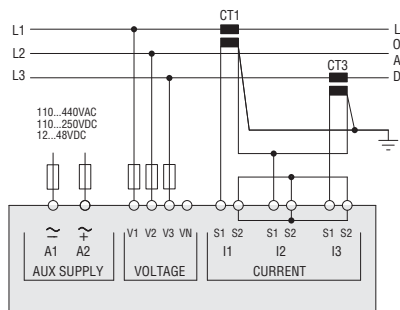 CT1
L1 L
L2 O
L3 A
CT3
D
110...440VAC
110...250VDC
12...48VDC
V1 V2 V3 VN S1 S2 S1 S2 S1 S2
~ ~
− +
A1 A2 I1 I2 I3
AUX SUPPLY VOLTAGE CURRENT